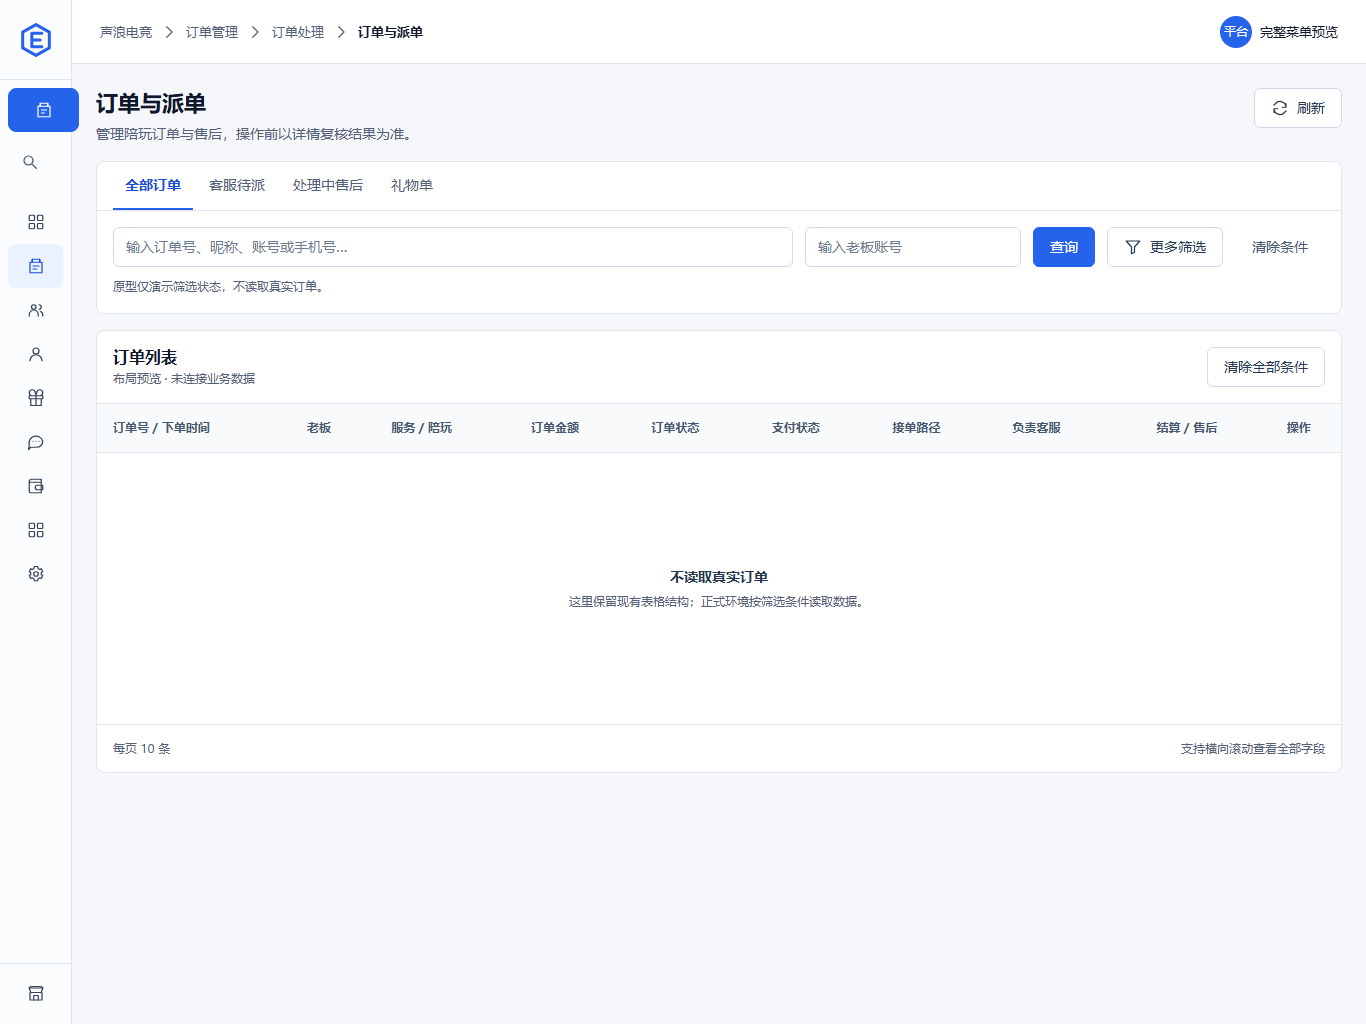 E
声浪电竞 > 订单管理 > 订单处理 > 订单与派单
平台 完整菜单预览
订单与派单
刷新
管理陪玩订单与售后，操作前以详情复核结果为准。
全部订单 客服待派 处理中售后 礼物单
输入订单号、昵称、账号或手机号... 输入老板账号 查询 更多筛选 清除条件
原型仅演示筛选状态，不读取真实订单。
订单列表
布局预览 · 未连接业务数据
清除全部条件
订单号 / 下单时间 老板 服务 / 陪玩 订单金额 订单状态 支付状态 接单路径 负责客服 结算 / 售后 操作
不读取真实订单
这里保留现有表格结构；正式环境按筛选条件读取数据。
每页 10 条 支持横向滚动查看全部字段